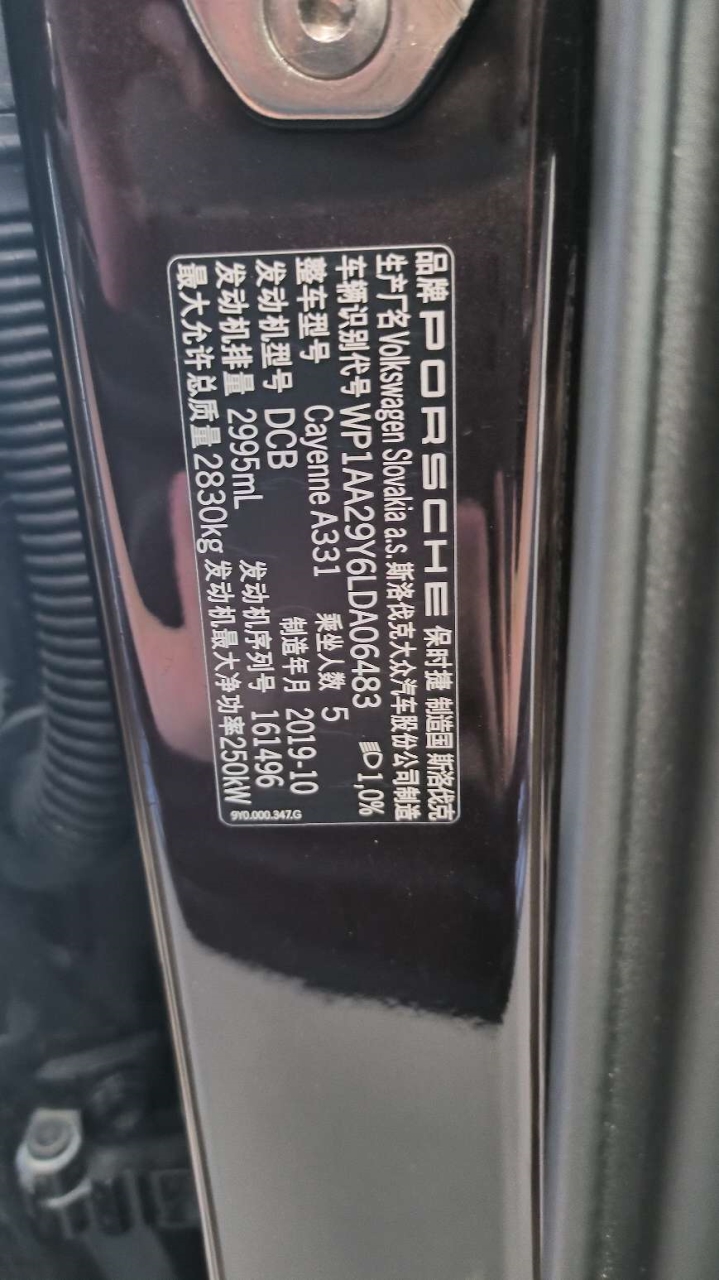 品牌 PORSCHE 保时捷 制造国 斯洛伐克
生产厂名 Volkswagen Slovakia a.s. 斯洛伐克大众汽车股份公司制造
车辆识别代号 WP1AA29Y6LDA06483 1,0%
整车型号 Cayenne A331 乘坐人数 5
发动机型号 DCB 制造年月 2019-10
发动机排量 2995mL 发动机序列号 161496
最大允许总质量 2830kg 发动机最大净功率250kW
9Y0.000.347.G